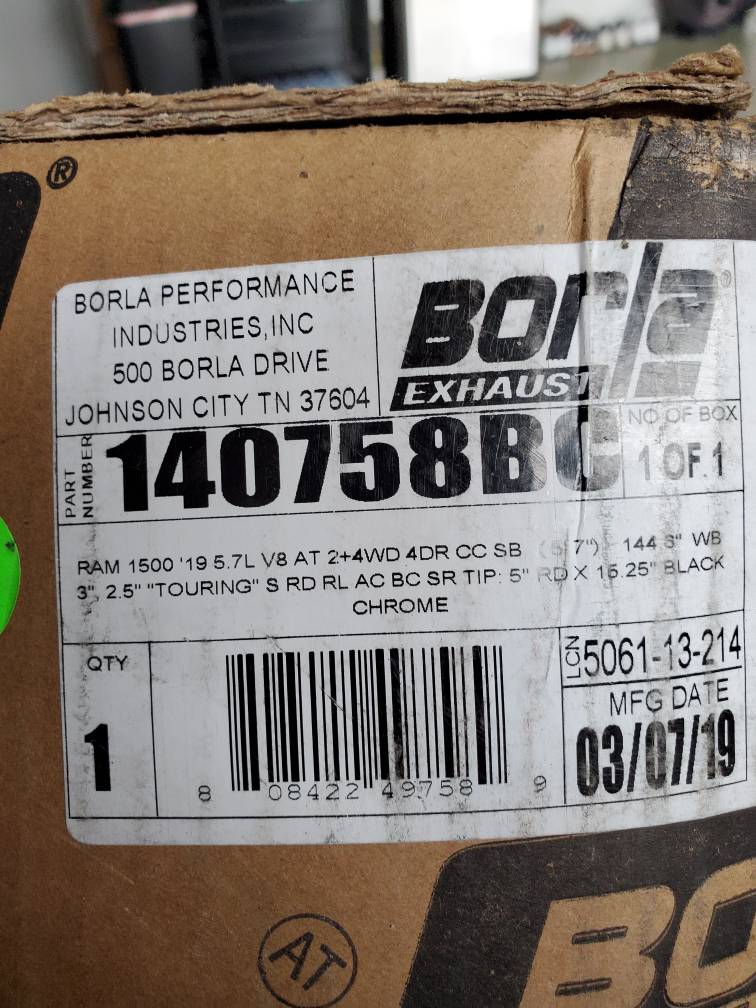 ®
BORLA PERFORMANCE
INDUSTRIES,INC
500 BORLA DRIVE
JOHNSON CITY TN 37604
BORLA®
EXHAUST
PART
NUMBER
140758BC
NO OF BOX
1 OF 1
RAM 1500 '19 5.7L V8 AT 2+4WD 4DR CC SB (5'7") 144.5" WB
3", 2.5" "TOURING" S RD RL AC BC SR TIP: 5" RD X 15.25" BLACK
CHROME
QTY
1
8 08422 49758 9
LCN
5061-13-214
MFG DATE
03/07/19
AT
BO